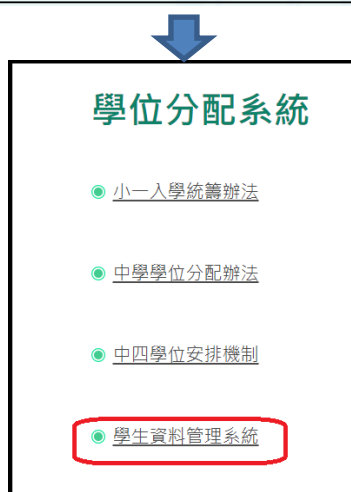 學位分配系統
小一入學統籌辦法
中學學位分配辦法
中四學位安排機制
學生資料管理系統